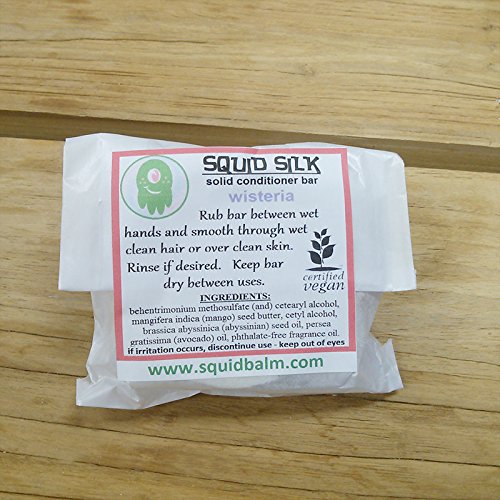 SQUID SILK
solid conditioner bar
wisteria
Rub bar between wet
hands and smooth through wet
clean hair or over clean skin.
Rinse if desired. Keep bar
dry between uses.
certified
vegan
INGREDIENTS:
behentrimonium methosulfate (and) cetearyl alcohol,
mangifera indica (mango) seed butter, cetyl alcohol,
brassica abyssinica (abyssinian) seed oil, persea
gratissima (avocado) oil, phthalate-free fragrance oil.
if irritation occurs, discontinue use - keep out of eyes
www.squidbalm.com